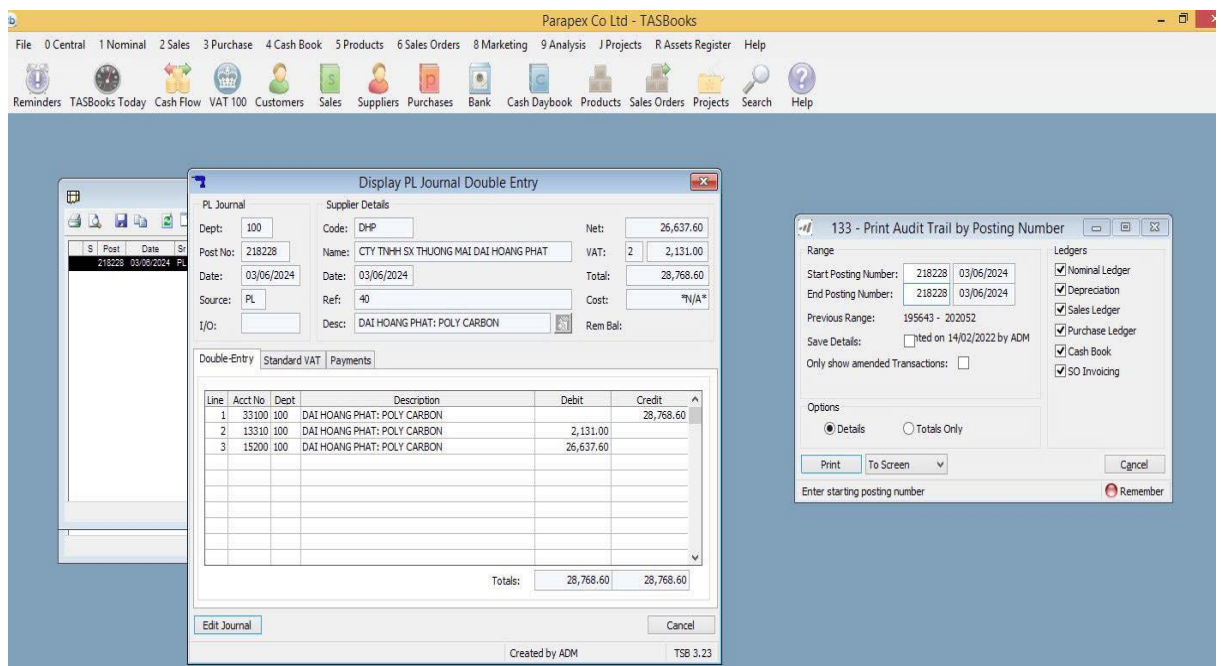 Parapex Co Ltd - TASBooks
File 0 Central 1 Nominal 2 Sales 3 Purchase 4 Cash Book 5 Products 6 Sales Orders 8 Marketing 9 Analysis J Projects R Assets Register Help
Reminders TASBooks Today Cash Flow VAT 100 Customers Sales Suppliers Purchases Bank Cash Daybook Products Sales Orders Projects Search Help
S Post Date Sr
218228 03/06/2024 PL
Display PL Journal Double Entry
PL Journal Supplier Details
Dept: 100 Code: DHP Net: 26,637.60
Post No: 218228 Name: CTY TNHH SX THUONG MAI DAI HOANG PHAT VAT: 2 2,131.00
Date: 03/06/2024 Date: 03/06/2024 Total: 28,768.60
Source: PL Ref: 40 Cost: *N/A*
I/O: Desc: DAI HOANG PHAT: POLY CARBON Rem Bal:
Double-Entry Standard VAT Payments
Line Acct No Dept Description Debit Credit
1 33100 100 DAI HOANG PHAT: POLY CARBON 28,768.60
2 13310 100 DAI HOANG PHAT: POLY CARBON 2,131.00
3 15200 100 DAI HOANG PHAT: POLY CARBON 26,637.60
Totals: 28,768.60 28,768.60
Edit Journal Cancel
Created by ADM TSB 3.23
133 - Print Audit Trail by Posting Number
Range Ledgers
Start Posting Number: 218228 03/06/2024 Nominal Ledger
End Posting Number: 218228 03/06/2024 Depreciation
Previous Range: 195643 - 202052 Sales Ledger
Save Details: nted on 14/02/2022 by ADM Purchase Ledger
Only show amended Transactions: Cash Book
SO Invoicing
Options
Details Totals Only
Print To Screen Cancel
Enter starting posting number Remember